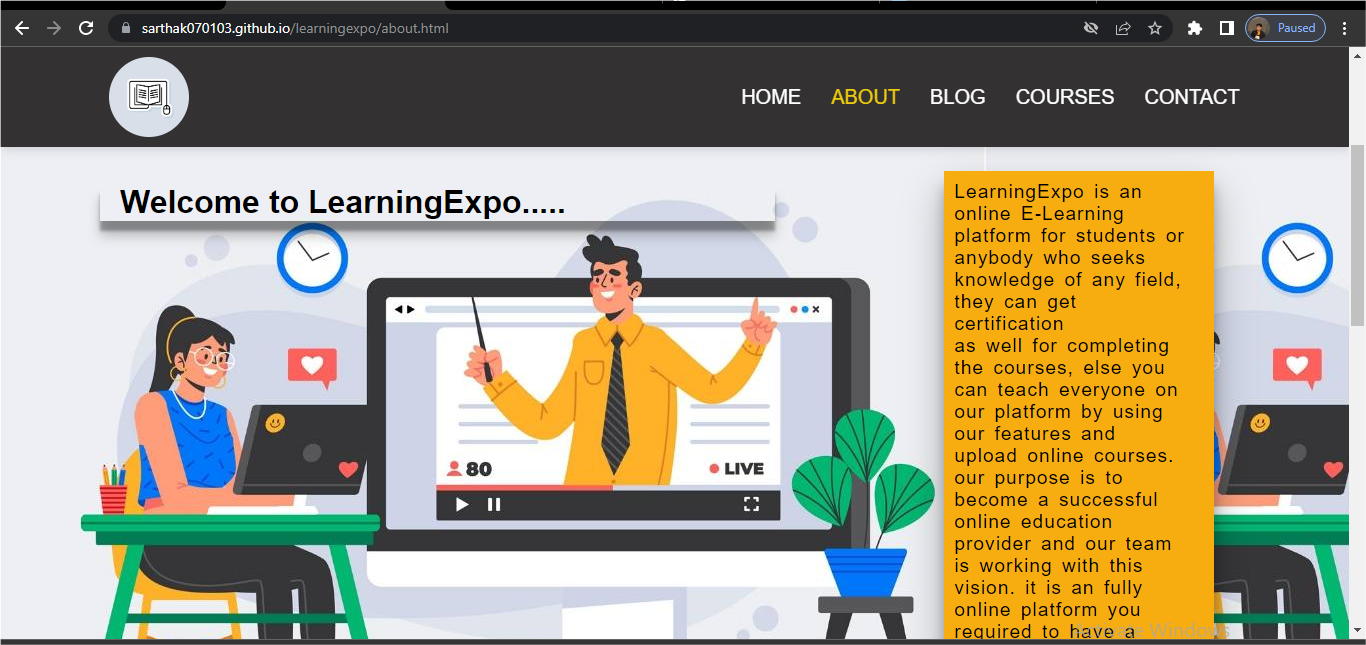 sarthak070103.github.io/learningexpo/about.html
Paused
HOME ABOUT BLOG COURSES CONTACT
Welcome to LearningExpo.....
80
LIVE
LearningExpo is an
online E-Learning
platform for students or
anybody who seeks
knowledge of any field,
they can get
certification
as well for completing
the courses, else you
can teach everyone on
our platform by using
our features and
upload online courses.
our purpose is to
become a successful
online education
provider and our team
is working with this
vision. it is an fully
online platform you
required to have a
Activate Windows